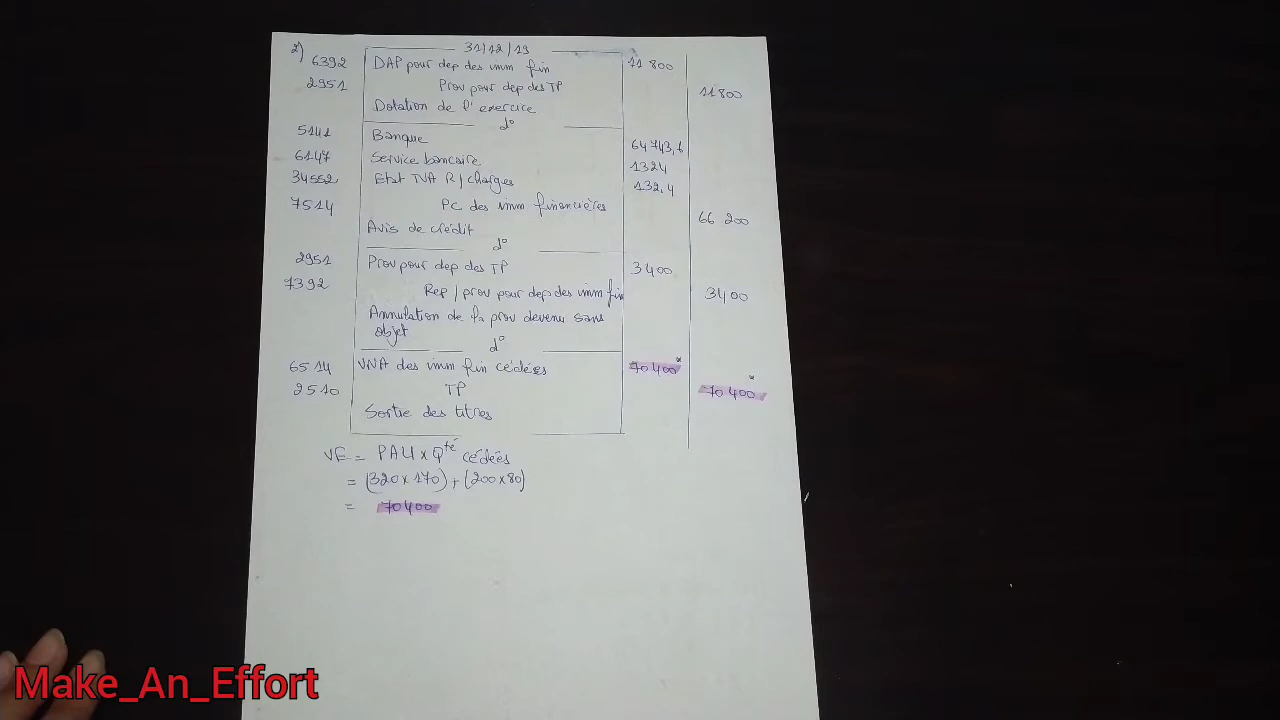 2) 31/12/19
6392 DAP pour dep des imm fin 11 800
2951 Prov pour dep des TP 11 800
Dotation de l'exercice
d°
5141 Banque 64 743,6
6147 Service bancaire 1324
34552 Etat TVA R/charges 132,4
7514 PC des imm financières 66 200
Avis de crédit
d°
2951 Prov pour dep des TP 3400
7392 Rep/prov pour dep des imm fin 3400
Annulation de la prov devenu sans
objet
d°
6514 VNA des imm fin cédées 70400*
2510 TP 70 400*
Sortie des titres
VE = PAU x Qté cédées
= (320 x 170) + (200 x 80)
= 70400
Make_An_Effort